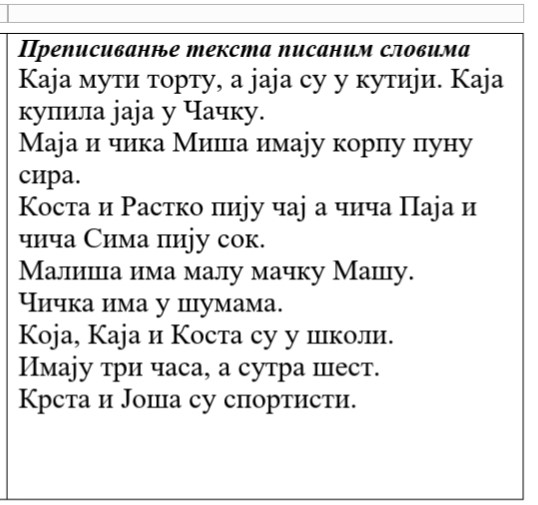 Преписивање текста писаним словима
Каја мути торту, а јаја су у кутији. Каја
купила јаја у Чачку.
Маја и чика Миша имају корпу пуну
сира.
Коста и Растко пију чај а чича Паја и
чича Сима пију сок.
Малиша има малу мачку Машу.
Чичка има у шумама.
Која, Каја и Коста су у школи.
Имају три часа, а сутра шест.
Крста и Јоша су спортисти.